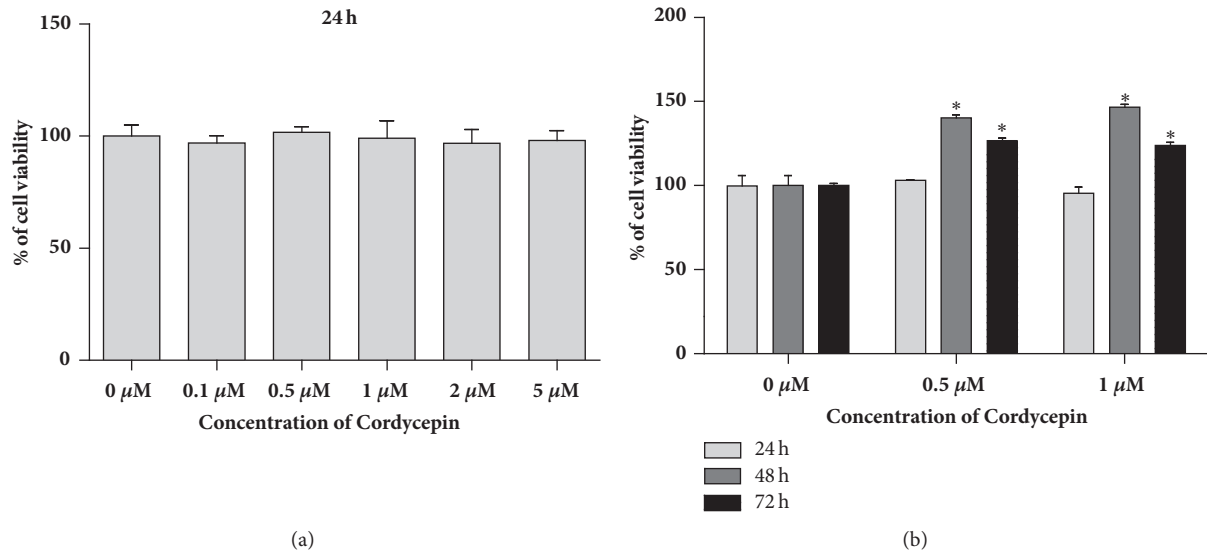 24 h
150
100
50
0
% of cell viability
0 µM 0.1 µM 0.5 µM 1 µM 2 µM 5 µM
Concentration of Cordycepin
(a)
200
150
100
50
0
% of cell viability
* * * *
0 µM 0.5 µM 1 µM
Concentration of Cordycepin
24 h
48 h
72 h
(b)